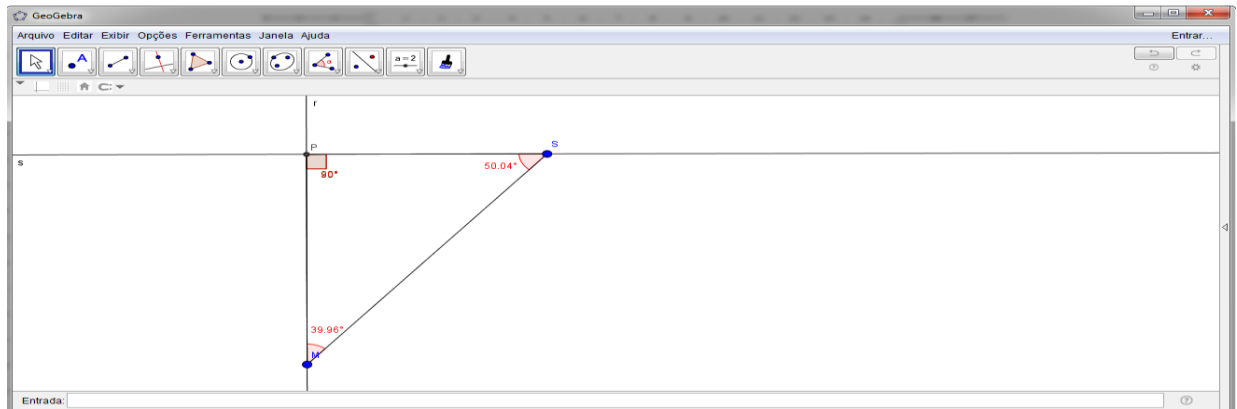 GeoGebra
Arquivo Editar Exibir Opções Ferramentas Janela Ajuda
Entrar...
A
α
a=2
r
P
S
s
50.04°
90°
39.96°
M
Entrada: